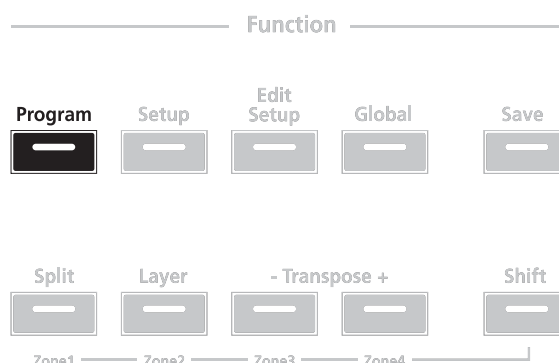 Function
Program Setup Edit Setup Global Save
Split Layer - Transpose + Shift
Zone1 Zone2 Zone3 Zone4